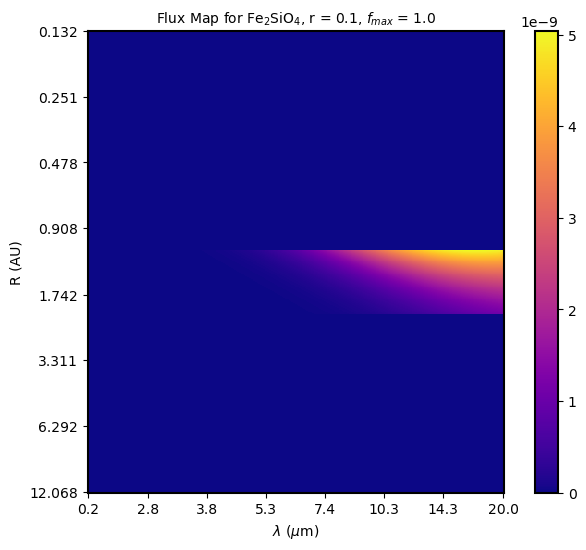 Flux Map for Fe₂SiO₄, r = 0.1, fₘₐₓ = 1.0
1e−9
R (AU)
0.132
0.251
0.478
0.908
1.742
3.311
6.292
12.068
0.2 2.8 3.8 5.3 7.4 10.3 14.3 20.0
λ (μm)
5
4
3
2
1
0